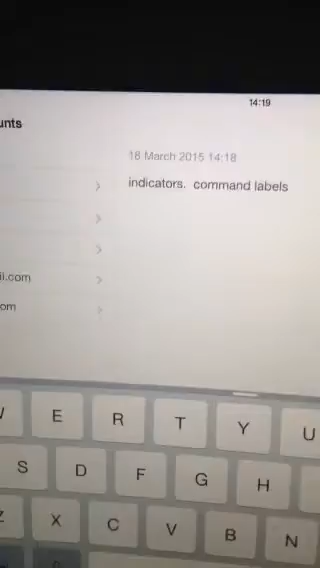 14:19
unts
18 March 2015 14:18
indicators.  command labels
il.com
om
E R T Y U
S D F G H
Z X C V B N